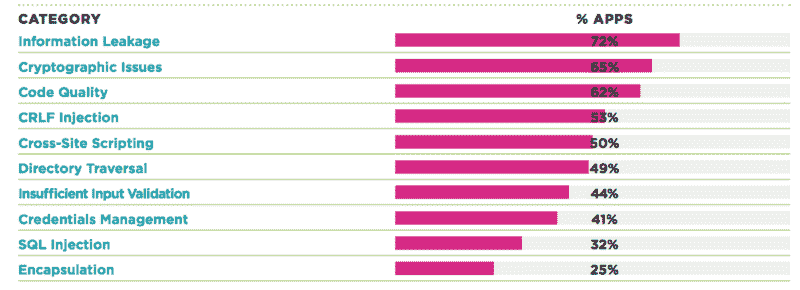 CATEGORY % APPS
Information Leakage 72%
Cryptographic Issues 65%
Code Quality 62%
CRLF Injection 53%
Cross-Site Scripting 50%
Directory Traversal 49%
Insufficient Input Validation 44%
Credentials Management 41%
SQL Injection 32%
Encapsulation 25%